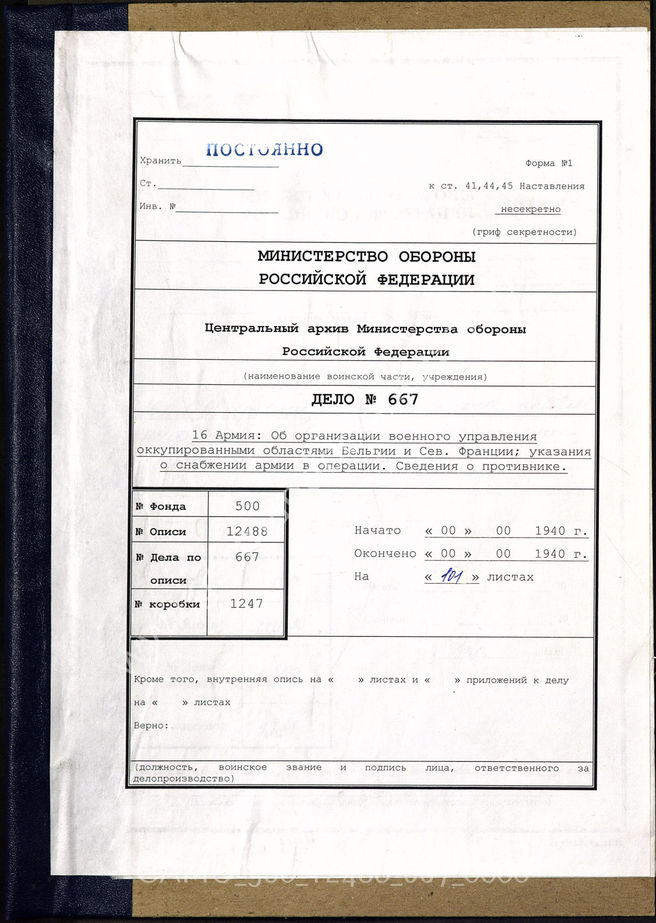 ПОСТОЯННО
Хранить
Форма №1
Ст.
к ст. 41,44,45 Наставления
Инв. №
несекретно
(гриф секретности)
МИНИСТЕРСТВО ОБОРОНЫ
РОССИЙСКОЙ ФЕДЕРАЦИИ
Центральный архив Министерства обороны
Российской Федерации
(наименование воинской части, учреждения)
ДЕЛО № 667
16 Армия: Об организации военного управления
оккупированными областями Бельгии и Сев. Франции; указания
о снабжении армии в операции. Сведения о противнике.
№ Фонда 500
№ Описи 12488
№ Дела по описи 667
№ коробки 1247
Начато « 00 » 00 1940 г.
Окончено « 00 » 00 1940 г.
На « 101 » листах
Кроме того, внутренняя опись на « » листах и « » приложений к делу
на « » листах
Верно:
(должность, воинское звание и подпись лица, ответственного за
делопроизводство)